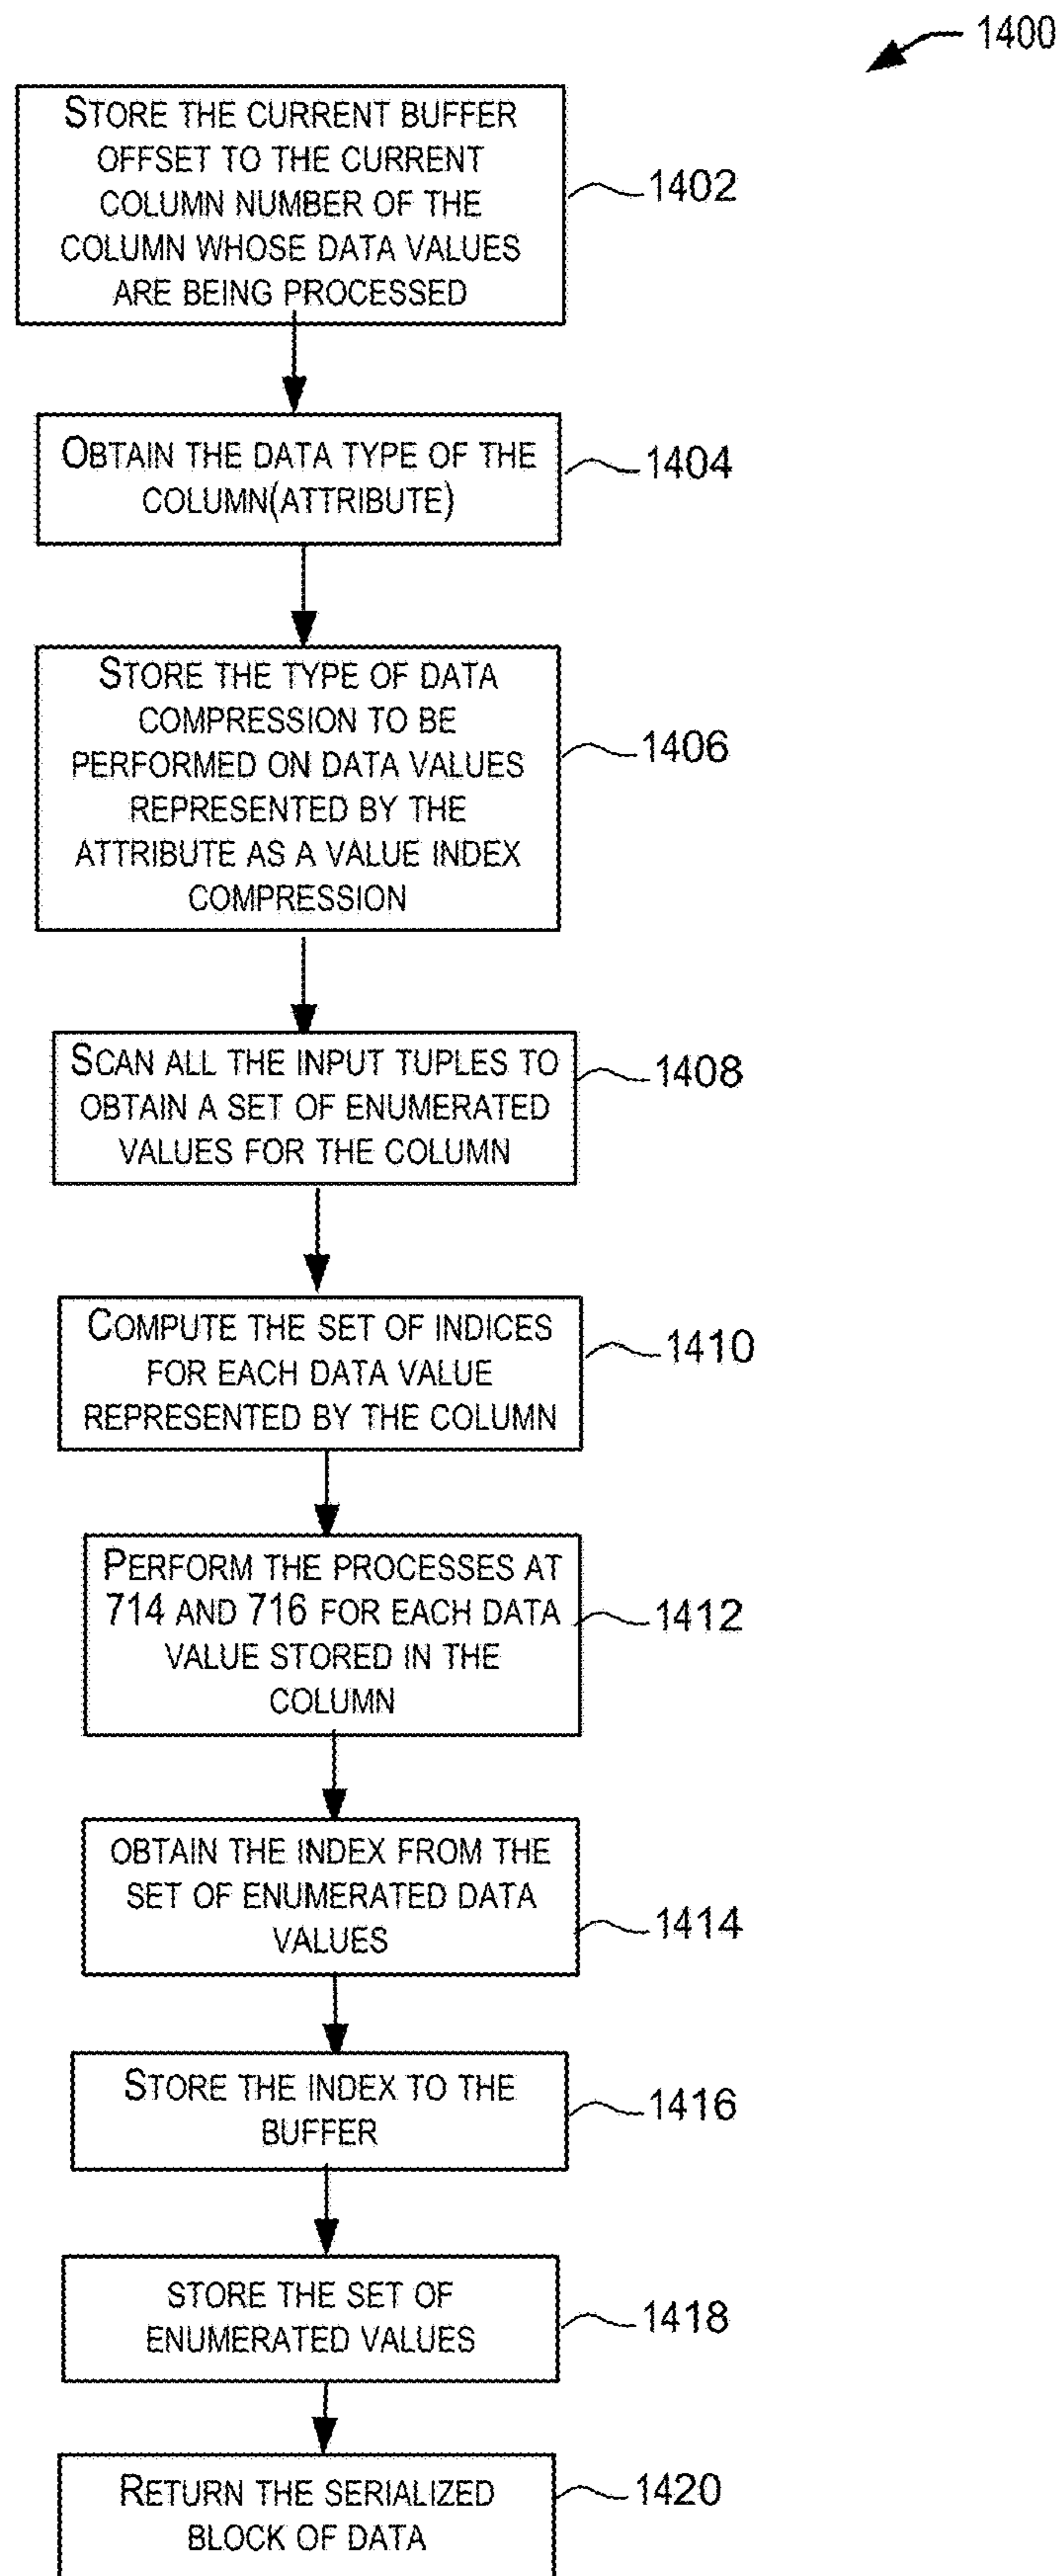 1400
STORE THE CURRENT BUFFER
OFFSET TO THE CURRENT
COLUMN NUMBER OF THE
COLUMN WHOSE DATA VALUES
ARE BEING PROCESSED
1402
OBTAIN THE DATA TYPE OF THE
COLUMN(ATTRIBUTE)
1404
STORE THE TYPE OF DATA
COMPRESSION TO BE
PERFORMED ON DATA VALUES
REPRESENTED BY THE
ATTRIBUTE AS A VALUE INDEX
COMPRESSION
1406
SCAN ALL THE INPUT TUPLES TO
OBTAIN A SET OF ENUMERATED
VALUES FOR THE COLUMN
1408
COMPUTE THE SET OF INDICES
FOR EACH DATA VALUE
REPRESENTED BY THE COLUMN
1410
PERFORM THE PROCESSES AT
714 AND 716 FOR EACH DATA
VALUE STORED IN THE
COLUMN
1412
OBTAIN THE INDEX FROM THE
SET OF ENUMERATED DATA
VALUES
1414
STORE THE INDEX TO THE
BUFFER
1416
STORE THE SET OF
ENUMERATED VALUES
1418
RETURN THE SERIALIZED
BLOCK OF DATA
1420